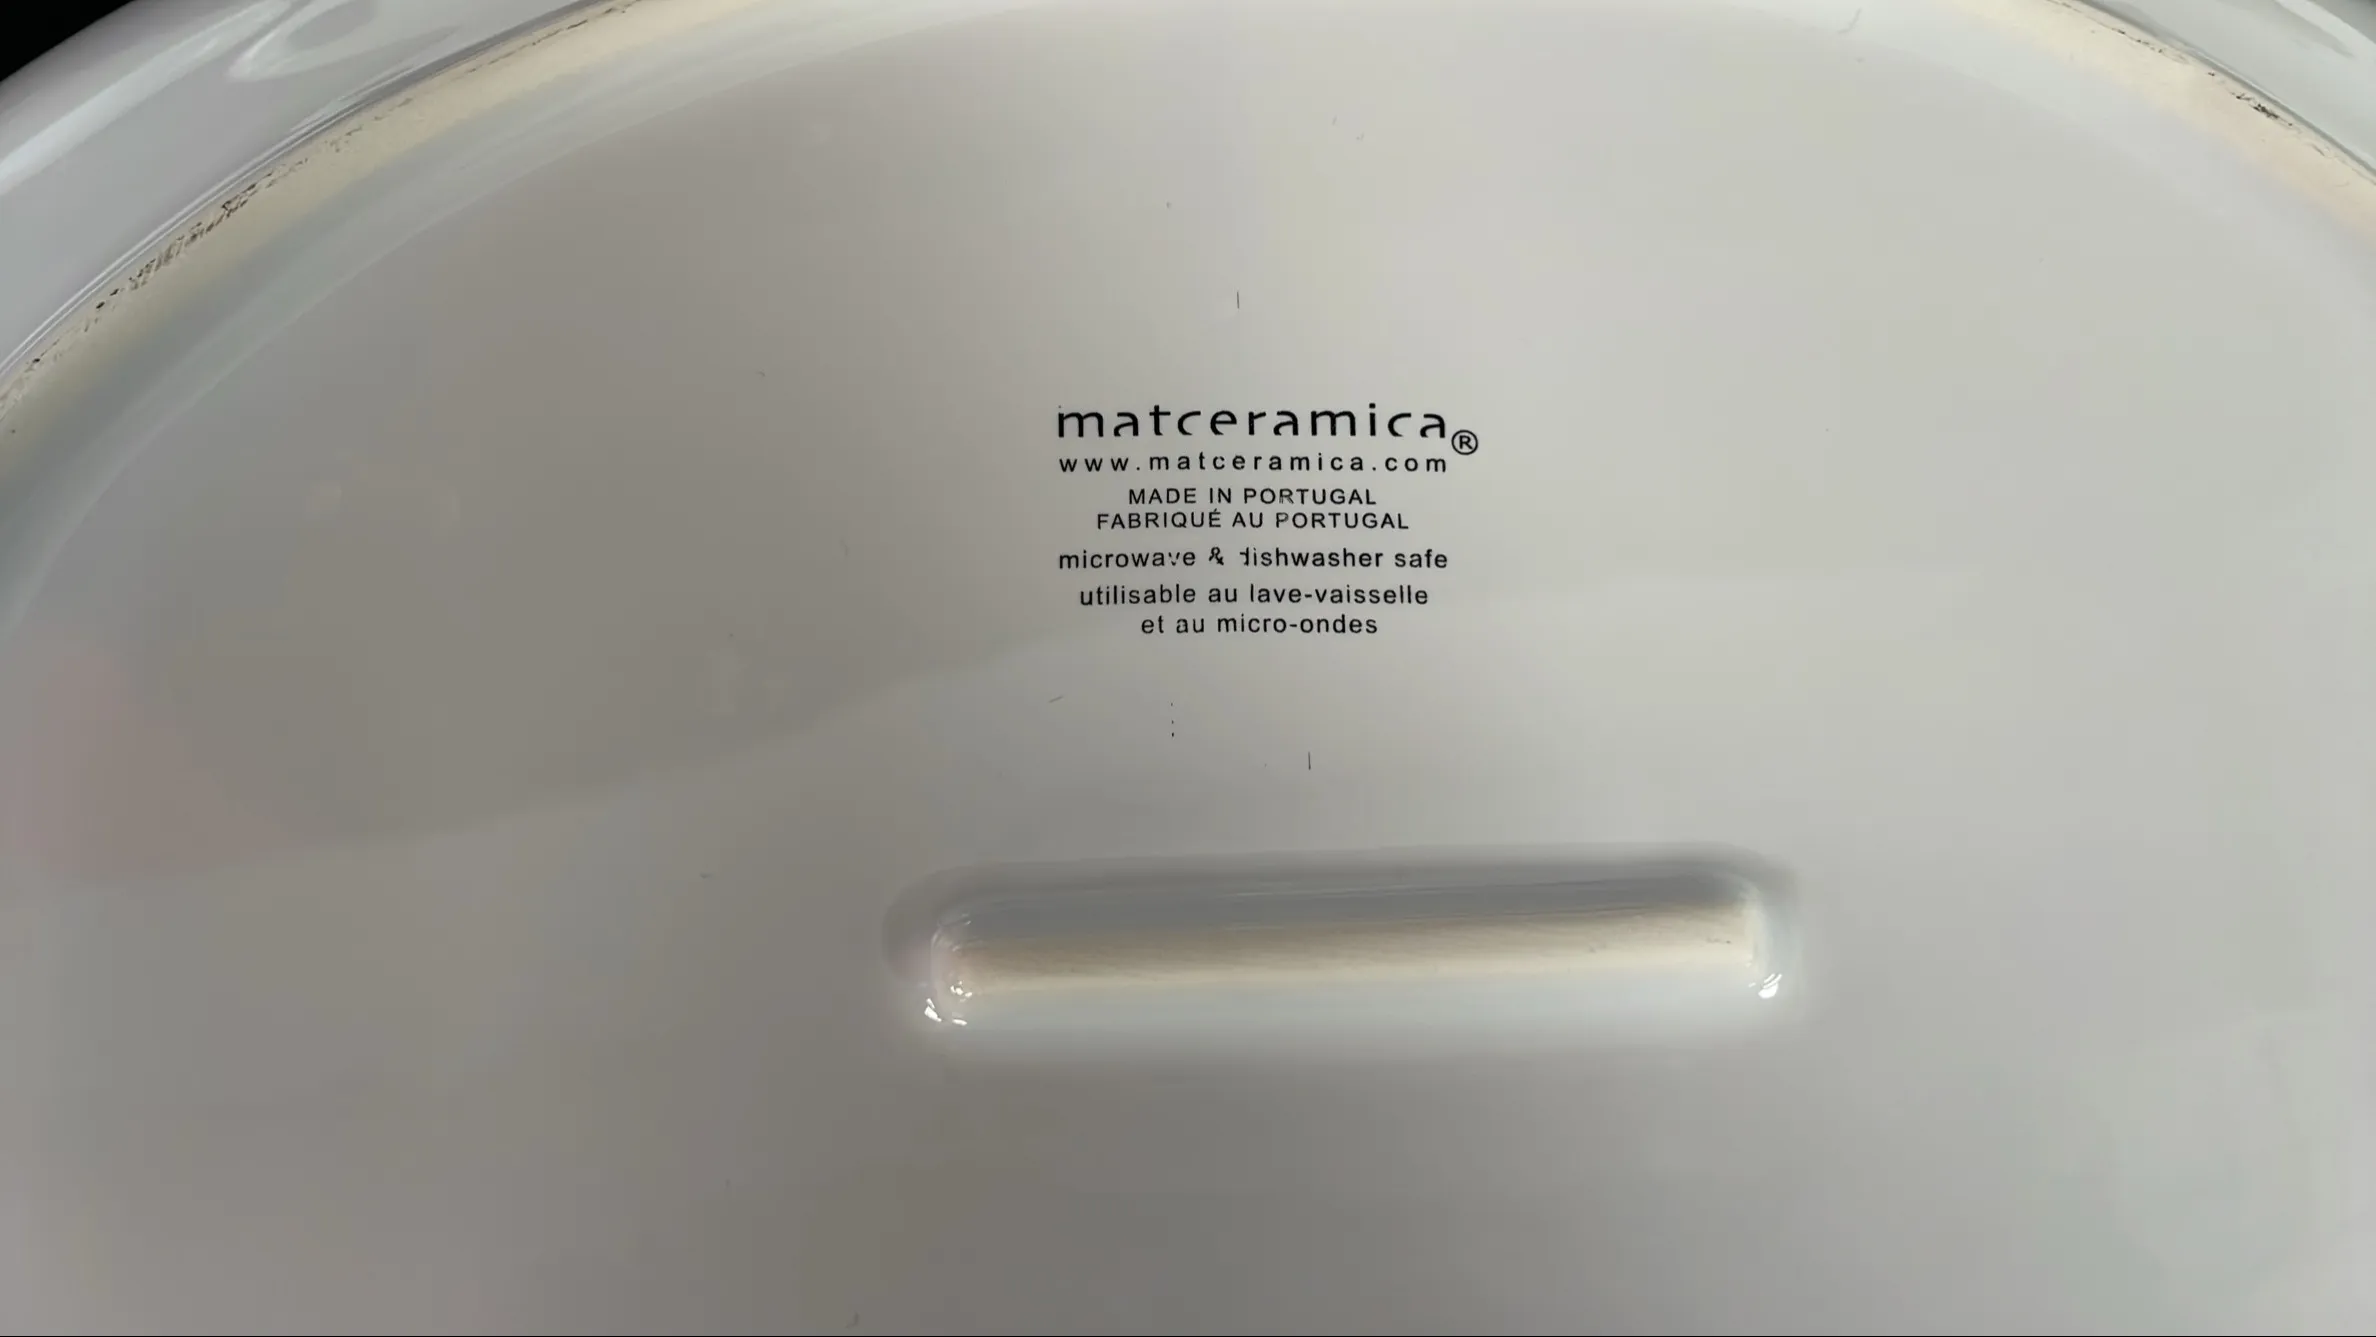 matceramica®
www.matceramica.com
MADE IN PORTUGAL
FABRIQUÉ AU PORTUGAL
microwave & dishwasher safe
utilisable au lave-vaisselle
et au micro-ondes